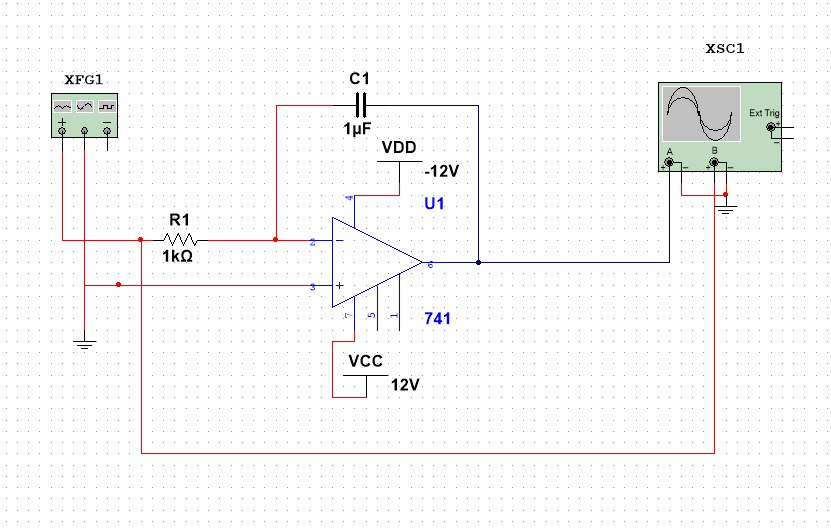 XSC1
XFG1
+
−
C1
1µF
Ext Trig
+
−
A
B
+
−
+
−
VDD
-12V
4
U1
R1
1kΩ
2
−
6
3
+
7
5
1
741
VCC
12V